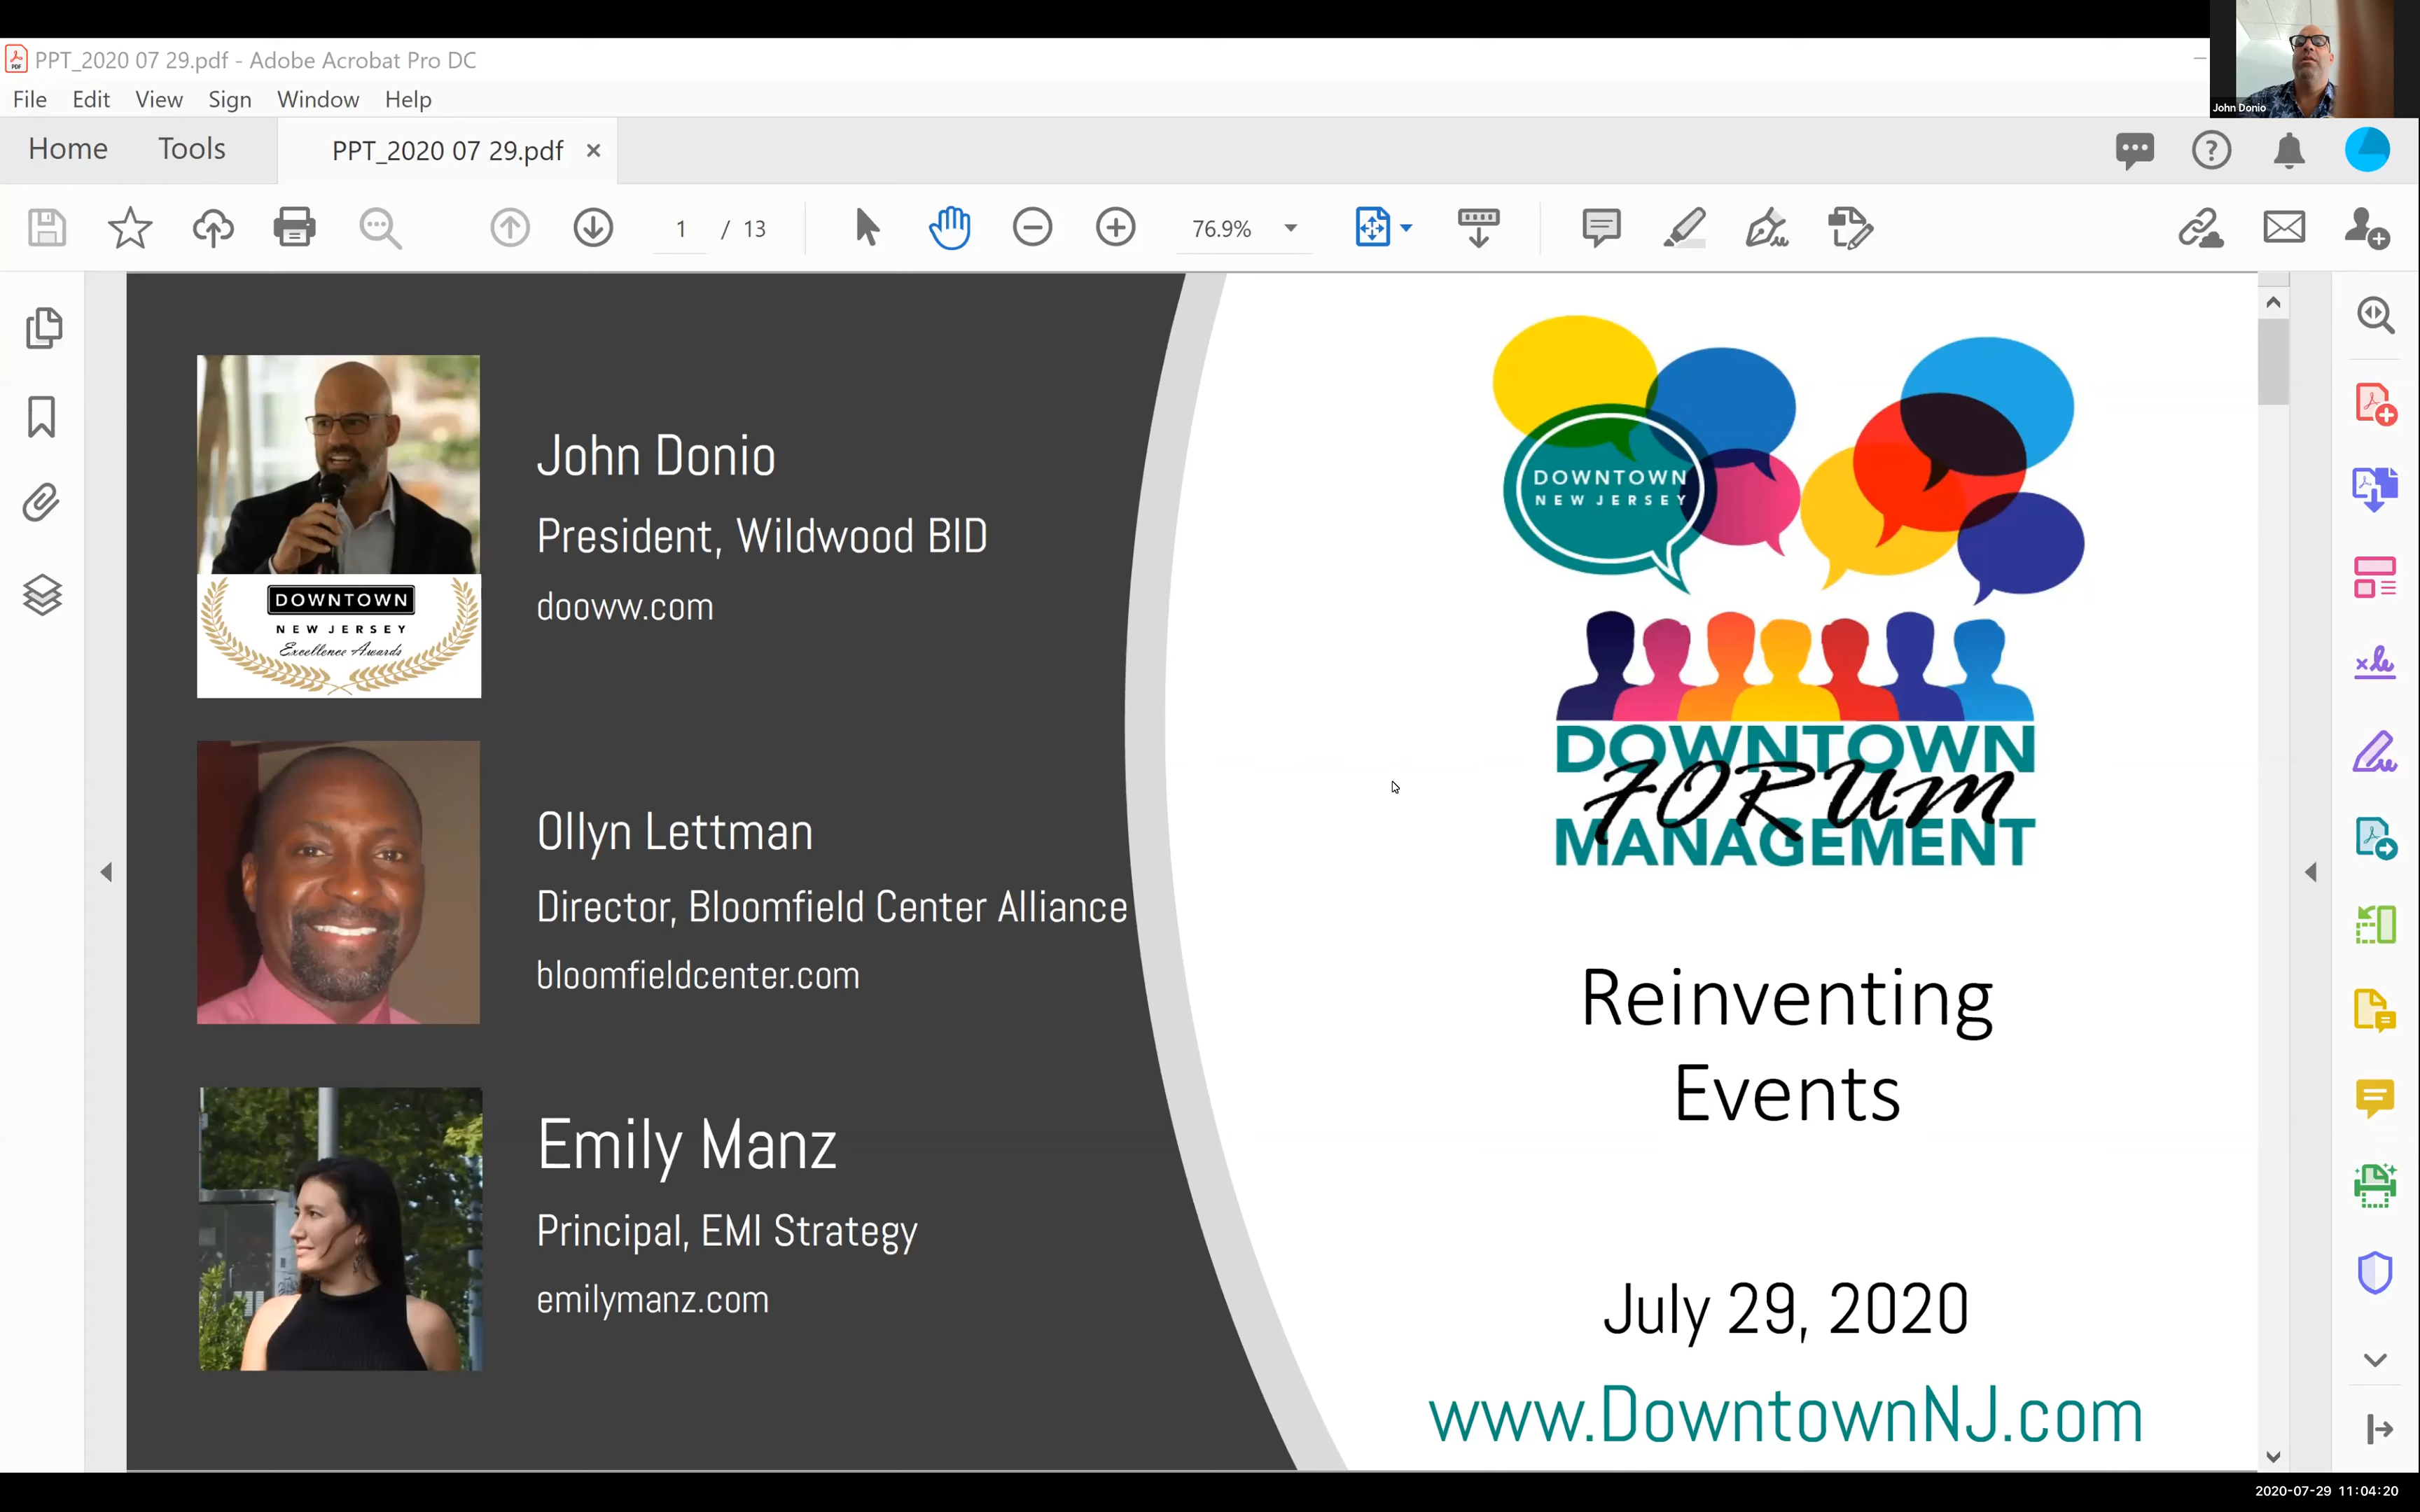 PPT_2020 07 29.pdf - Adobe Acrobat Pro DC
John Donio
File Edit View Sign Window Help
Home Tools PPT_2020 07 29.pdf
1 / 13 76.9%
John Donio
President, Wildwood BID
dooww.com
DOWNTOWN
NEW JERSEY
Excellence Awards
Ollyn Lettman
Director, Bloomfield Center Alliance
bloomfieldcenter.com
Emily Manz
Principal, EMI Strategy
emilymanz.com
DOWNTOWN
NEW JERSEY
DOWNTOWN
FORUM
MANAGEMENT
Reinventing
Events
July 29, 2020
www.DowntownNJ.com
2020-07-29 11:04:20